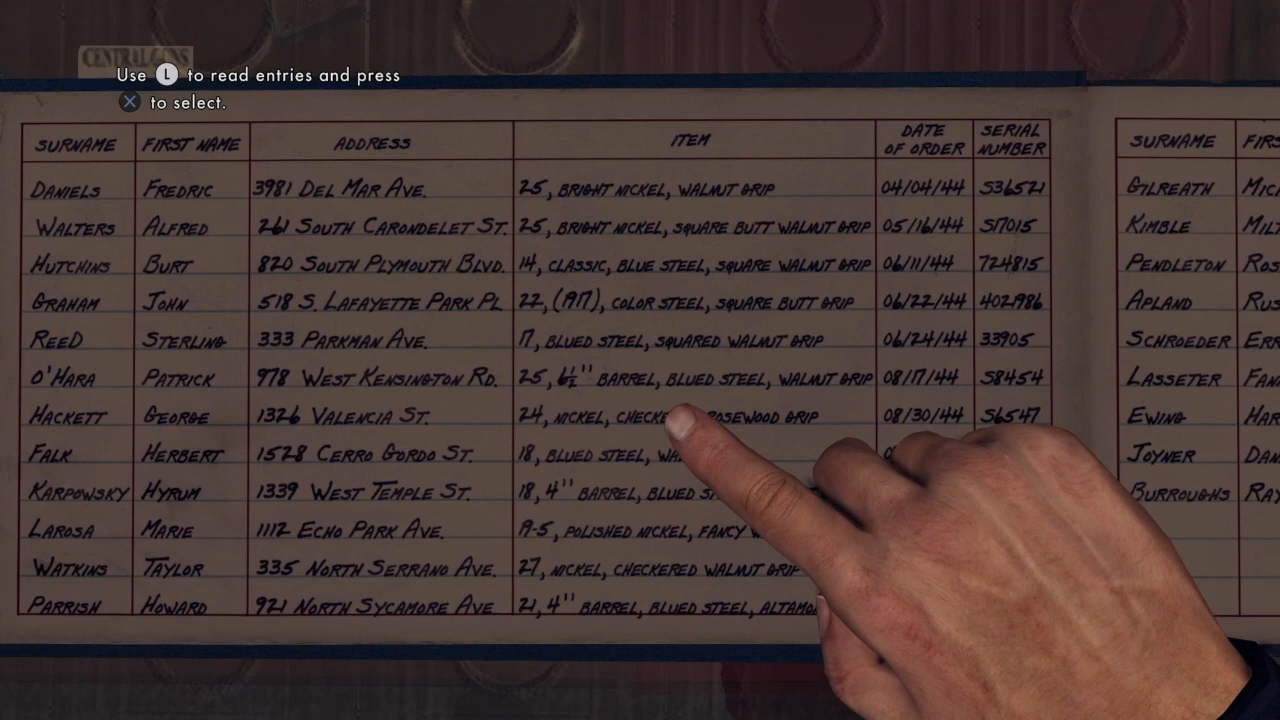 CENTRAL GUNS
Use L to read entries and press
X to select.
SURNAME FIRST NAME ADDRESS ITEM DATE OF ORDER SERIAL NUMBER
DANIELS FREDRIC 3981 DEL MAR AVE. 25, BRIGHT NICKEL, WALNUT GRIP 04/04/44 S36521
WALTERS ALFRED 261 SOUTH CARONDELET ST. 25, BRIGHT NICKEL, SQUARE BUTT WALNUT GRIP 05/16/44 S17015
HUTCHINS BURT 820 SOUTH PLYMOUTH BLVD. 14, CLASSIC, BLUE STEEL, SQUARE WALNUT GRIP 06/11/44 724815
GRAHAM JOHN 518 S. LAFAYETTE PARK PL. 22, (1917), COLOR STEEL, SQUARE BUTT GRIP 06/22/44 402986
REED STERLING 333 PARKMAN AVE. 17, BLUED STEEL, SQUARED WALNUT GRIP 06/24/44 33905
O'HARA PATRICK 978 WEST KENSINGTON RD. 25, 6½" BARREL, BLUED STEEL, WALNUT GRIP 08/17/44 S8454
HACKETT GEORGE 1326 VALENCIA ST. 24, NICKEL, ROSEWOOD GRIP 08/30/44 S6547
FALK HERBERT 1528 CERRO GORDO ST. 18, BLUED STEEL,
KARPOWSKY HYRUM 1339 WEST TEMPLE ST. 18, 4" BARREL, BLUED
LAROSA MARIE 1112 ECHO PARK AVE. 19-5, POLISHED NICKEL, FANCY
WATKINS TAYLOR 335 NORTH SERRANO AVE. 27, NICKEL, CHECKERED WALNUT GRIP
PARRISH HOWARD 921 NORTH SYCAMORE AVE. 21, 4" BARREL, BLUED STEEL,
SURNAME
GILREATH
KIMBLE
PENDLETON
APLAND
SCHROEDER
LASSETER
EWING
JOYNER
BURROUGHS